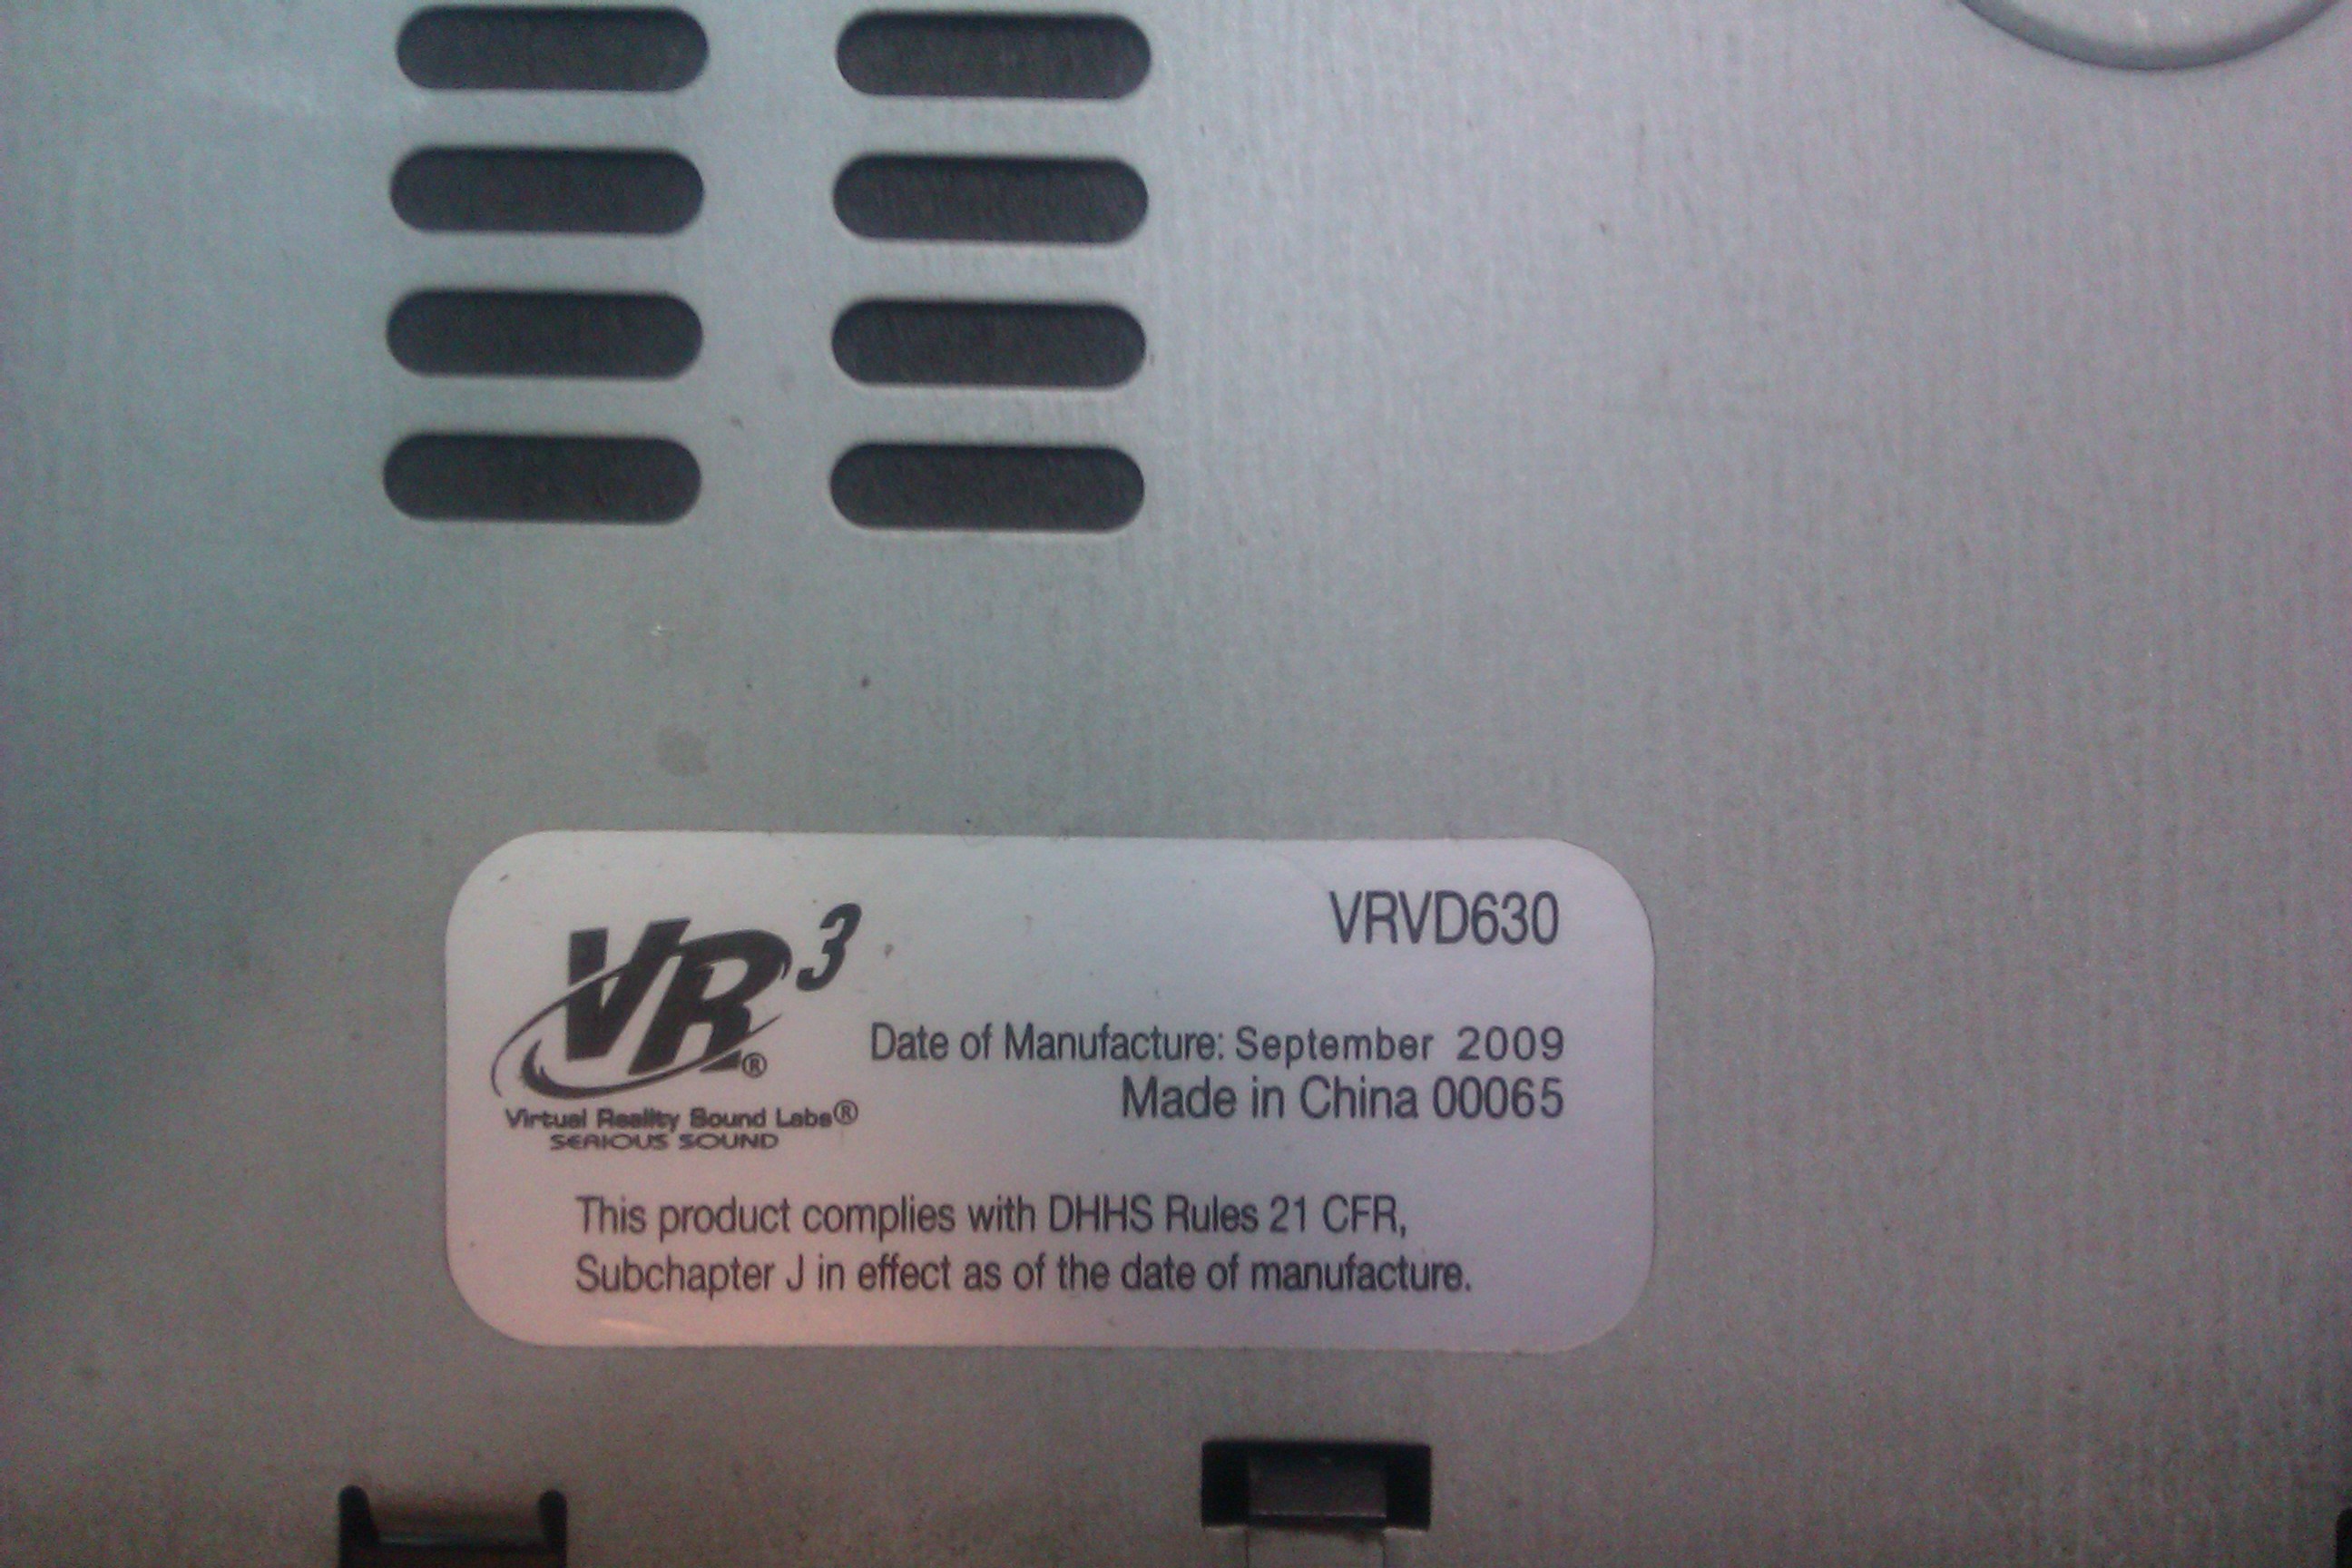 VR3®
VRVD630
Date of Manufacture: September 2009
Made in China 00065
Virtual Reality Sound Labs®
SERIOUS SOUND
This product complies with DHHS Rules 21 CFR,
Subchapter J in effect as of the date of manufacture.